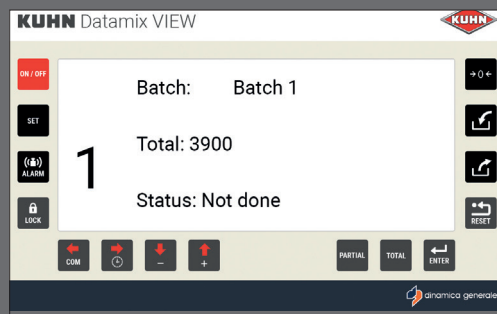 KUHN Datamix VIEW
KUHN
ON / OFF
SET
ALARM
LOCK
1
Batch: Batch 1
Total: 3900
Status: Not done
→0←
RESET
COM
−
+
PARTIAL
TOTAL
ENTER
dinamica generale